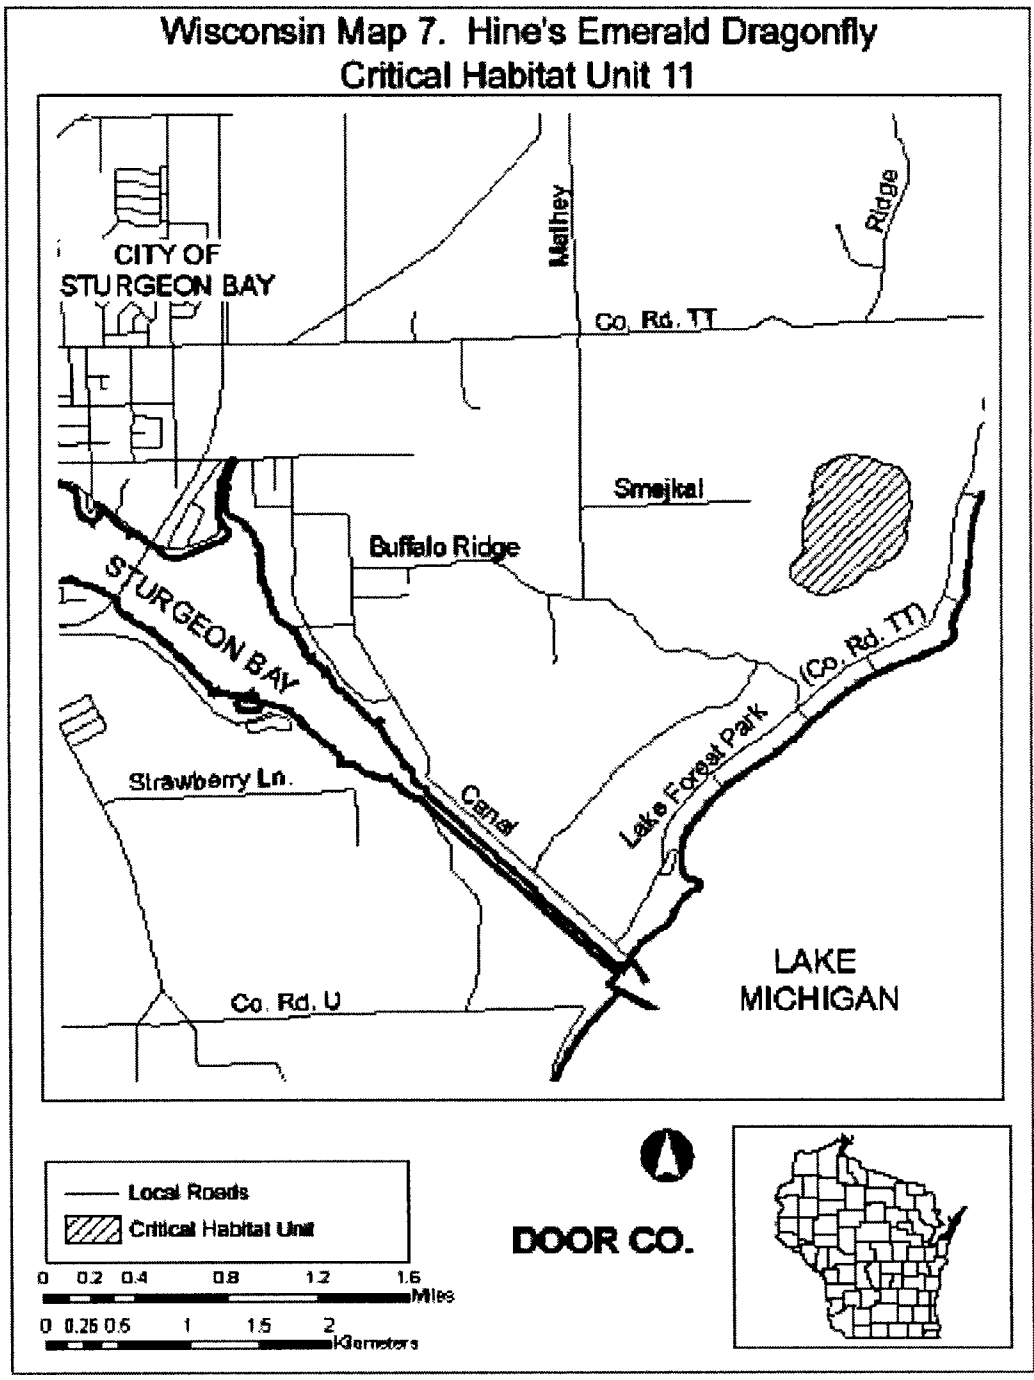 Wisconsin Map 7. Hine's Emerald Dragonfly
Critical Habitat Unit 11
Mathey
Ridge
CITY OF
STURGEON BAY
Co. Rd. TT
Smejkal
Buffalo Ridge
STURGEON BAY
(Co. Rd. TT)
Lake Forest Park
Strawberry Ln.
Canal
LAKE
MICHIGAN
Co. Rd. U
Local Roads
Critical Habitat Unit
DOOR CO.
0 0.2 0.4 0.8 1.2 1.6
Miles
0 0.25 0.5 1 1.5 2
Kilometers